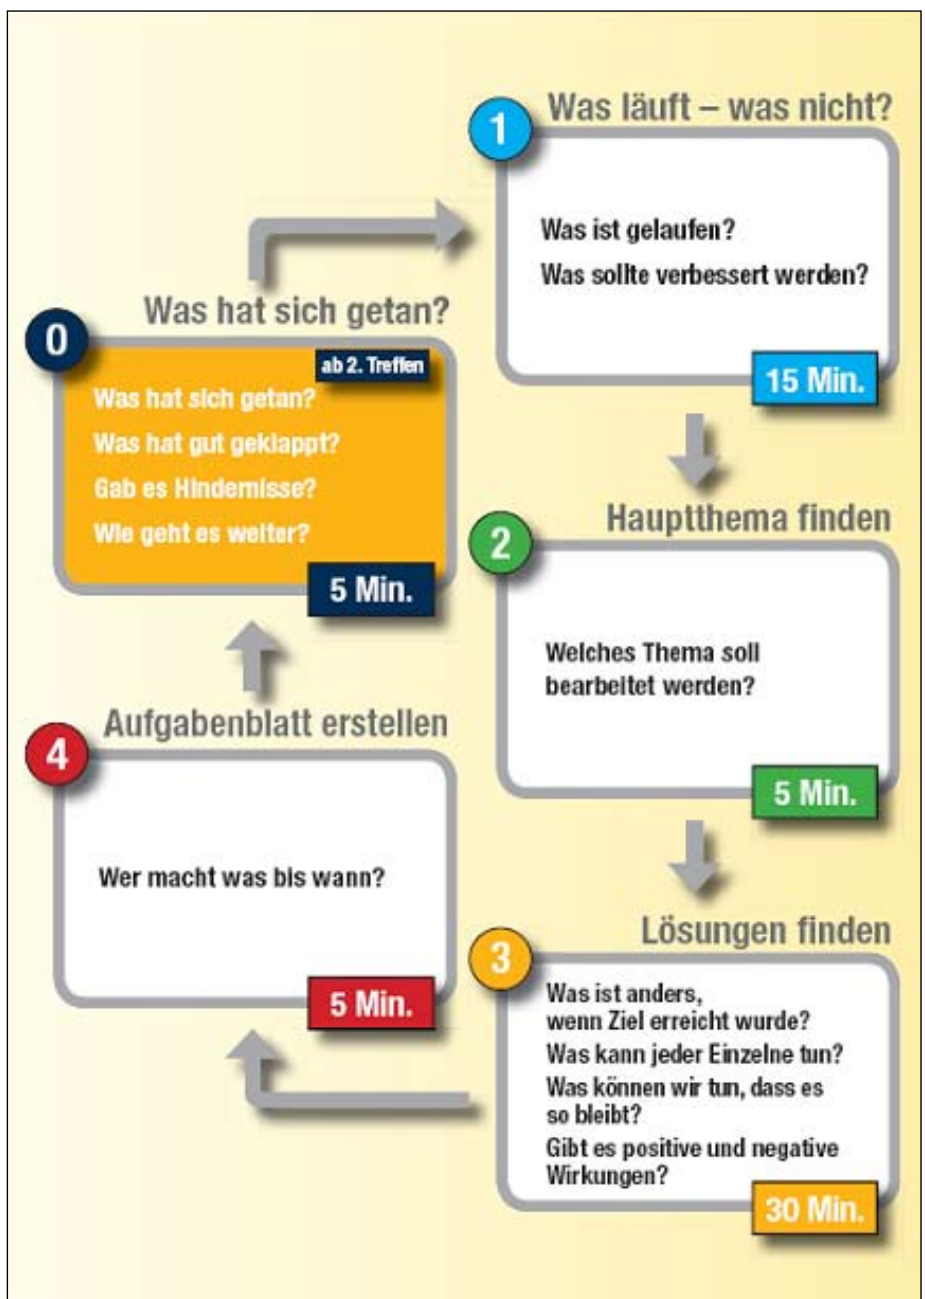 Was hat sich getan?
0
ab 2. Treffen
Was hat sich getan?
Was hat gut geklappt?
Gab es Hindernisse?
Wie geht es weiter?
5 Min.
Was läuft – was nicht?
1
Was ist gelaufen?
Was sollte verbessert werden?
15 Min.
Hauptthema finden
2
Welches Thema soll
bearbeitet werden?
5 Min.
Lösungen finden
3
Was ist anders,
wenn Ziel erreicht wurde?
Was kann jeder Einzelne tun?
Was können wir tun, dass es
so bleibt?
Gibt es positive und negative
Wirkungen?
30 Min.
Aufgabenblatt erstellen
4
Wer macht was bis wann?
5 Min.